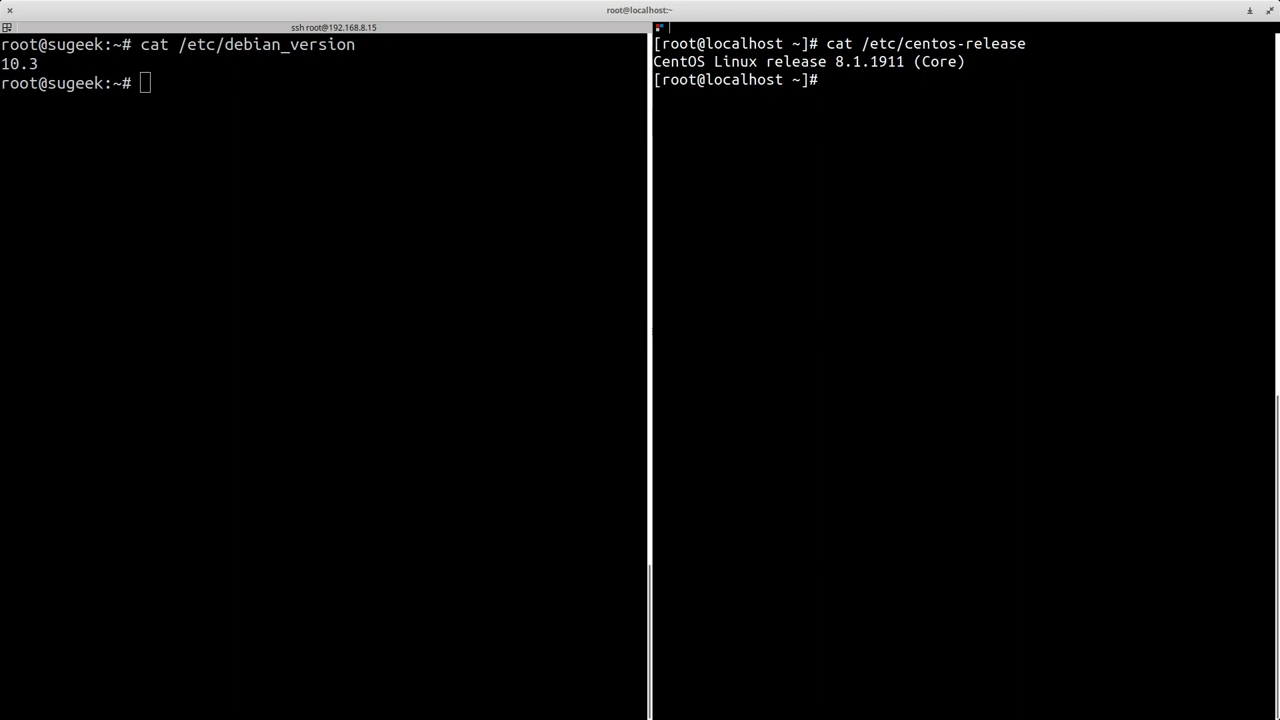 root@localhost:~
ssh root@192.168.8.15
root@sugeek:~# cat /etc/debian_version
10.3
root@sugeek:~#
[root@localhost ~]# cat /etc/centos-release
CentOS Linux release 8.1.1911 (Core)
[root@localhost ~]#